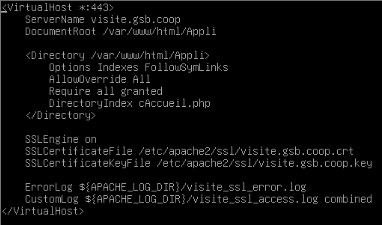 <VirtualHost *:443>
ServerName visite.gsb.coop
DocumentRoot /var/www/html/Appli
<Directory /var/www/html/Appli>
Options Indexes FollowSymLinks
AllowOverride All
Require all granted
DirectoryIndex cAccueil.php
</Directory>
SSLEngine on
SSLCertificateFile /etc/apache2/ssl/visite.gsb.coop.crt
SSLCertificateKeyFile /etc/apache2/ssl/visite.gsb.coop.key
ErrorLog ${APACHE_LOG_DIR}/visite_ssl_error.log
CustomLog ${APACHE_LOG_DIR}/visite_ssl_access.log combined
</VirtualHost>